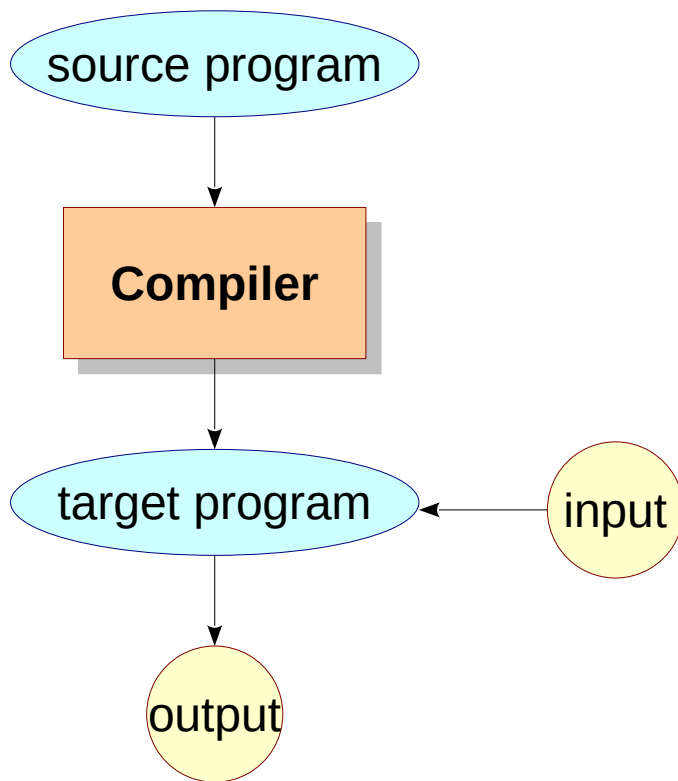 source program
Compiler
target program
input
output